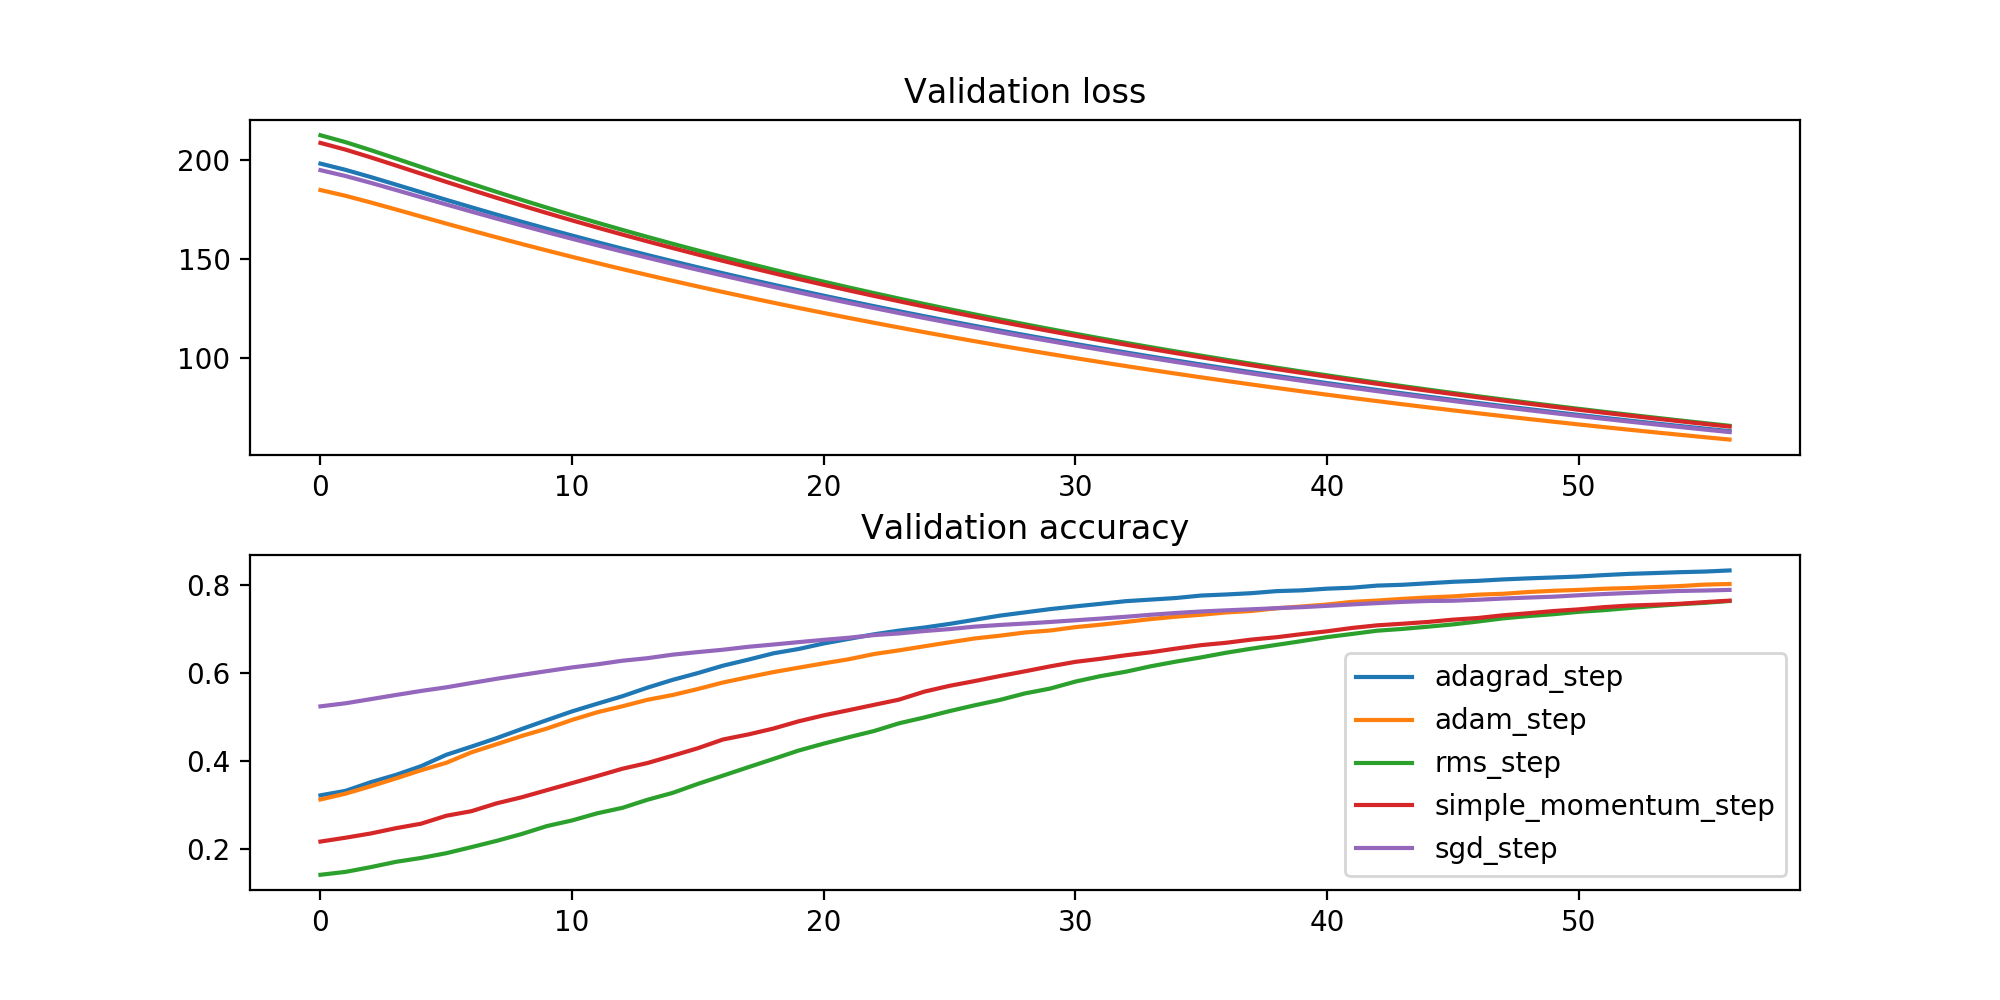 Validation loss
200
150
100
0 10 20 30 40 50
Validation accuracy
0.8
0.6
0.4
0.2
0 10 20 30 40 50
adagrad_step
adam_step
rms_step
simple_momentum_step
sgd_step